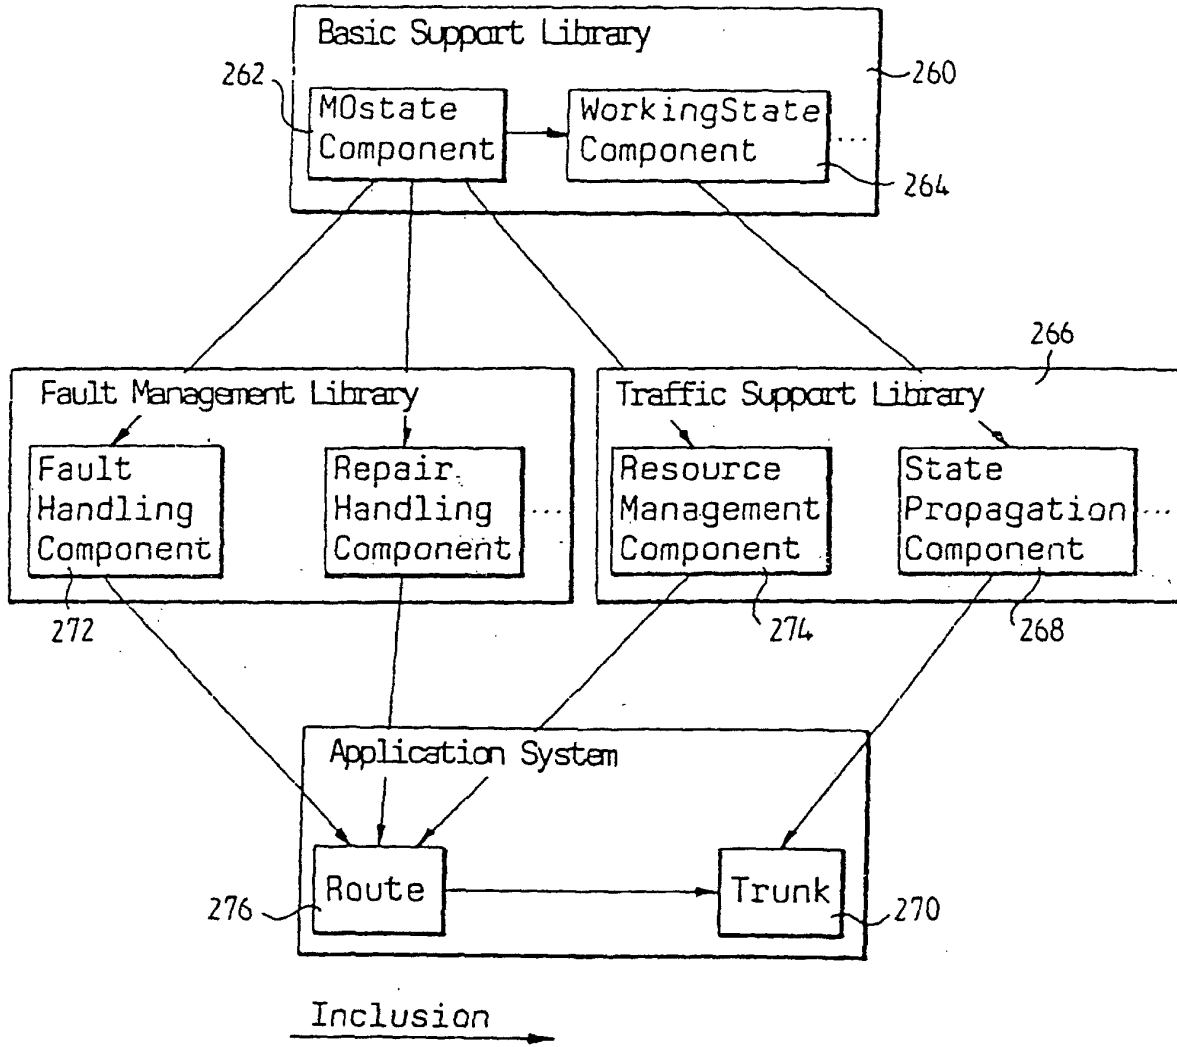 Basic Support Library
260
262
MOstate
Component
WorkingState
Component
....
264
266
Fault Management Library
Traffic Support Library
Fault
Handling
Component
Repair
Handling
Component
...
Resource
Management
Component
State
Propagation
Component
...
272
274
268
Application System
Route
Trunk
276
270
Inclusion